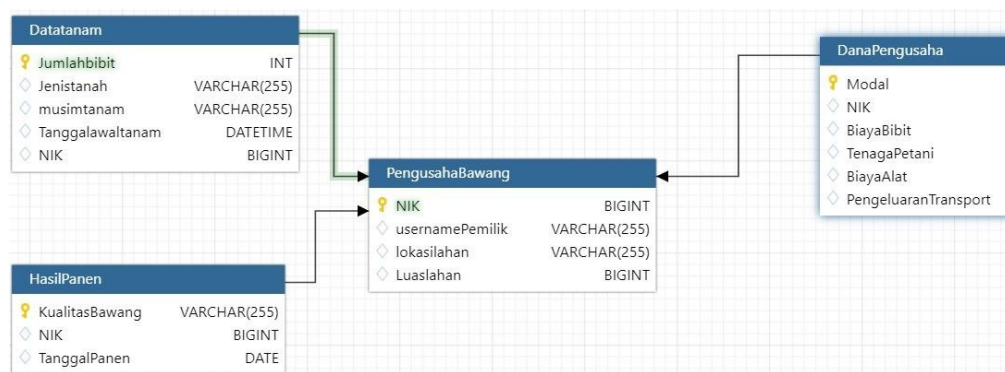 Datatanam
Jumlahbibit INT
Jenistanah VARCHAR(255)
musimtanam VARCHAR(255)
Tanggalawaltanam DATETIME
NIK BIGINT
HasilPanen
KualitasBawang VARCHAR(255)
NIK BIGINT
TanggalPanen DATE
PengusahaBawang
NIK BIGINT
usernamePemilik VARCHAR(255)
lokasilahan VARCHAR(255)
Luaslahan BIGINT
DanaPengusaha
Modal
NIK
BiayaBibit
TenagaPetani
BiayaAlat
PengeluaranTransport